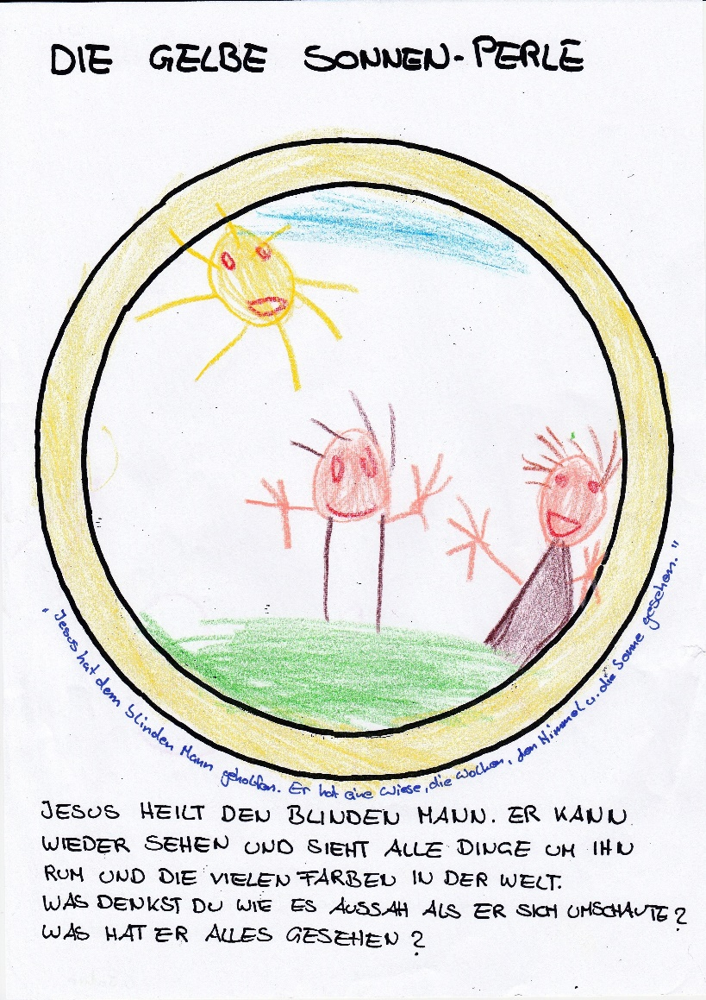 DIE GELBE SONNEN-PERLE
"Jesus hat dem blinden Mann geholfen. Er hat eine Wiese, die Wolken, den Himmel u. die Sonne gesehen."
JESUS HEILT DEN BLINDEN MANN. ER KANN
WIEDER SEHEN UND SIEHT ALLE DINGE UM IHN
RUM UND DIE VIELEN FARBEN IN DER WELT.
WAS DENKST DU WIE ES AUSSAH ALS ER SICH UMSCHAUTE?
WAS HAT ER ALLES GESEHEN?